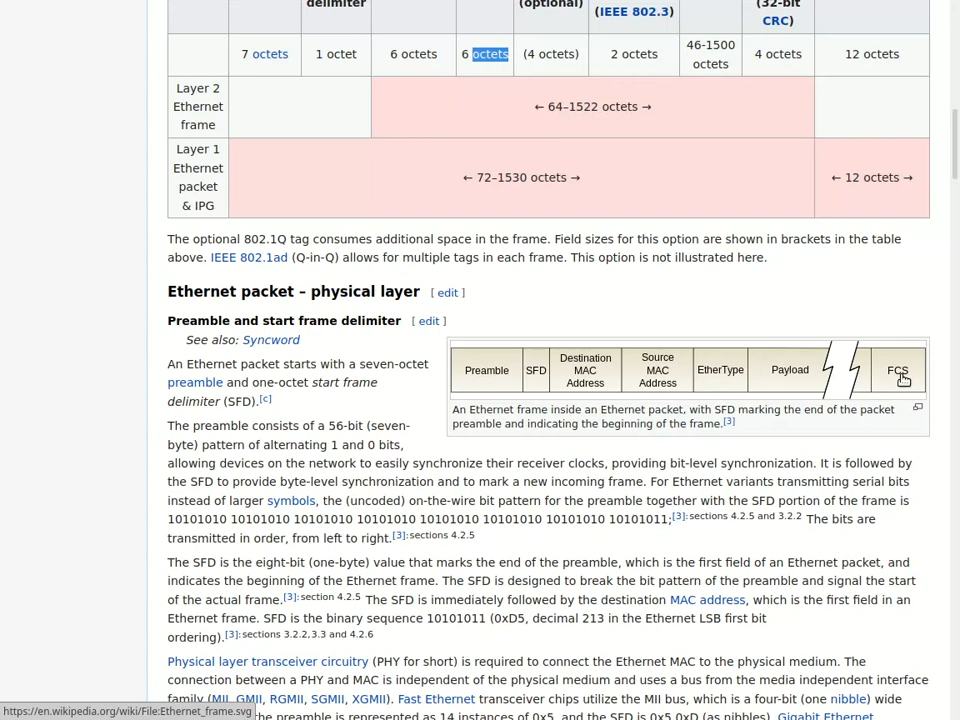 delimiter (optional) (IEEE 802.3) (32-bit
CRC)
7 octets 1 octet 6 octets 6 octets (4 octets) 2 octets 46-1500 octets 4 octets 12 octets
Layer 2
Ethernet
frame
← 64–1522 octets →
Layer 1
Ethernet
packet
& IPG
← 72–1530 octets → ← 12 octets →
The optional 802.1Q tag consumes additional space in the frame. Field sizes for this option are shown in brackets in the table
above. IEEE 802.1ad (Q-in-Q) allows for multiple tags in each frame. This option is not illustrated here.
Ethernet packet – physical layer [ edit ]
Preamble and start frame delimiter [ edit ]
See also: Syncword
An Ethernet packet starts with a seven-octet
preamble and one-octet start frame
delimiter (SFD).[c]
Preamble SFD Destination MAC Address Source MAC Address EtherType Payload FCS
An Ethernet frame inside an Ethernet packet, with SFD marking the end of the packet
preamble and indicating the beginning of the frame.[3]
The preamble consists of a 56-bit (seven-
byte) pattern of alternating 1 and 0 bits,
allowing devices on the network to easily synchronize their receiver clocks, providing bit-level synchronization. It is followed by
the SFD to provide byte-level synchronization and to mark a new incoming frame. For Ethernet variants transmitting serial bits
instead of larger symbols, the (uncoded) on-the-wire bit pattern for the preamble together with the SFD portion of the frame is
10101010 10101010 10101010 10101010 10101010 10101010 10101010 10101011;[3]:sections 4.2.5 and 3.2.2 The bits are
transmitted in order, from left to right.[3]:sections 4.2.5
The SFD is the eight-bit (one-byte) value that marks the end of the preamble, which is the first field of an Ethernet packet, and
indicates the beginning of the Ethernet frame. The SFD is designed to break the bit pattern of the preamble and signal the start
of the actual frame.[3]:section 4.2.5 The SFD is immediately followed by the destination MAC address, which is the first field in an
Ethernet frame. SFD is the binary sequence 10101011 (0xD5, decimal 213 in the Ethernet LSB first bit
ordering).[3]:sections 3.2.2,3.3 and 4.2.6
Physical layer transceiver circuitry (PHY for short) is required to connect the Ethernet MAC to the physical medium. The
connection between a PHY and MAC is independent of the physical medium and uses a bus from the media independent interface
family (MII, GMII, RGMII, SGMII, XGMII). Fast Ethernet transceiver chips utilize the MII bus, which is a four-bit (one nibble) wide
the preamble is represented as 14 instances of 0x5, and the SFD is 0x5 0xD (as nibbles). Gigabit Ethernet
https://en.wikipedia.org/wiki/File:Ethernet_frame.svg